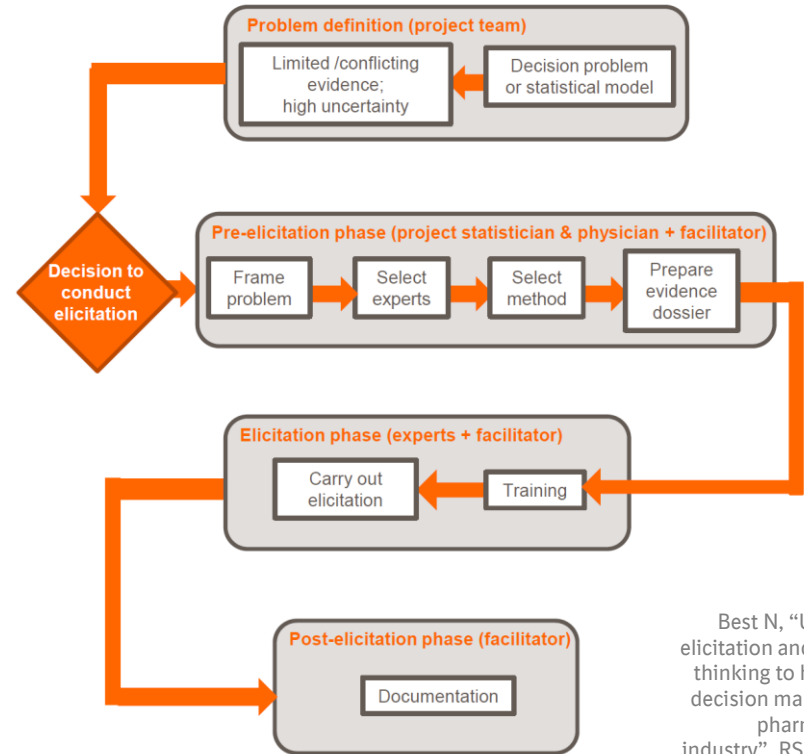 Problem definition (project team)
Limited /conflicting
evidence;
high uncertainty
Decision problem
or statistical model
Decision to
conduct
elicitation
Pre-elicitation phase (project statistician & physician + facilitator)
Frame
problem
Select
experts
Select
method
Prepare
evidence
dossier
Elicitation phase (experts + facilitator)
Carry out
elicitation
Training
Post-elicitation phase (facilitator)
Documentation
Best N,
elicitation and
thinking to
decision
industry".